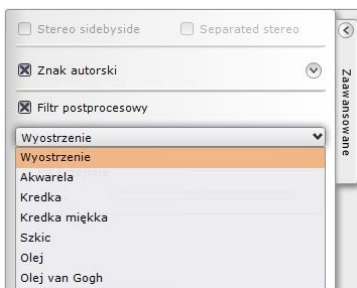 Stereo sidebyside Separated stereo
Znak autorski
Filtr postprocesowy
Wyostrzenie
Wyostrzenie
Akwarela
Kredka
Kredka miękka
Szkic
Olej
Olej van Gogh
Zaawansowane